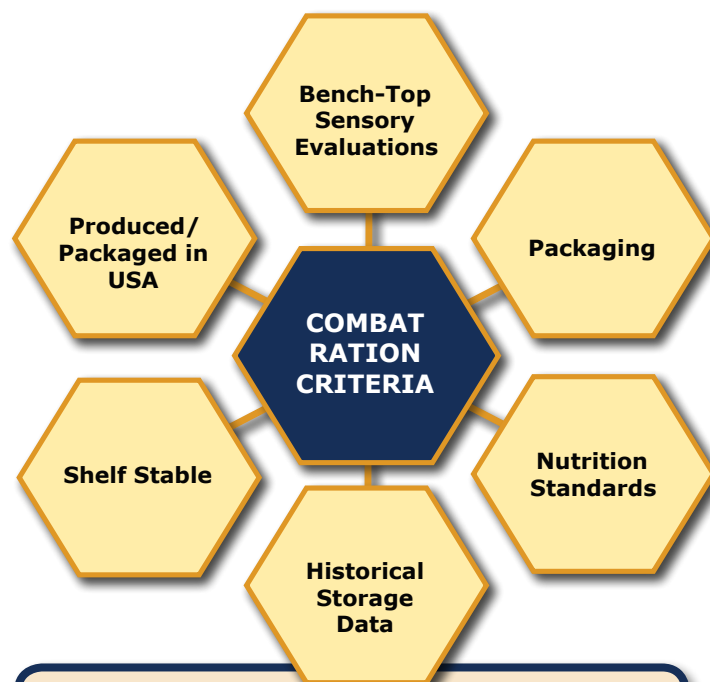 Bench-Top
Sensory
Evaluations
Produced/
Packaged in
USA
Packaging
COMBAT
RATION
CRITERIA
Shelf Stable
Nutrition
Standards
Historical
Storage
Data